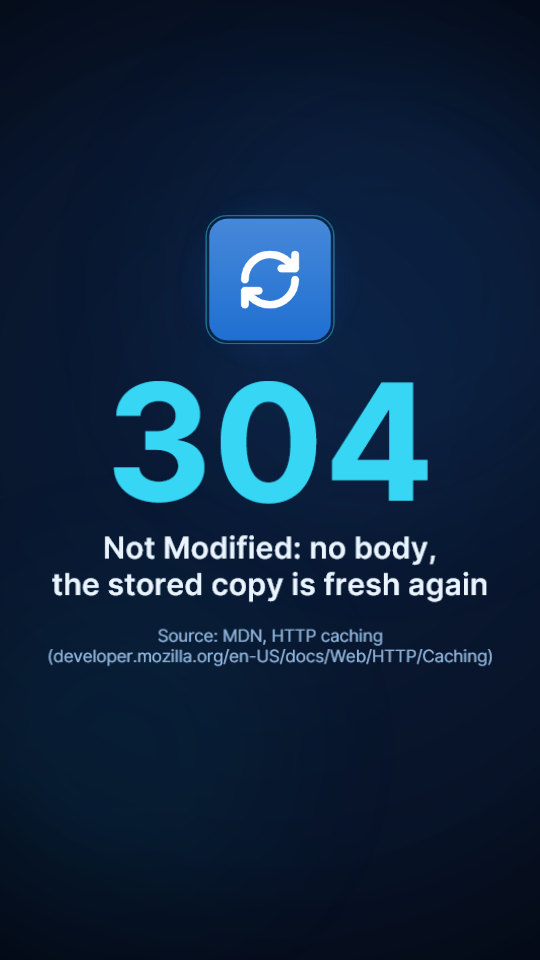 304
Not Modified: no body,
the stored copy is fresh again
Source: MDN, HTTP caching
(developer.mozilla.org/en-US/docs/Web/HTTP/Caching)